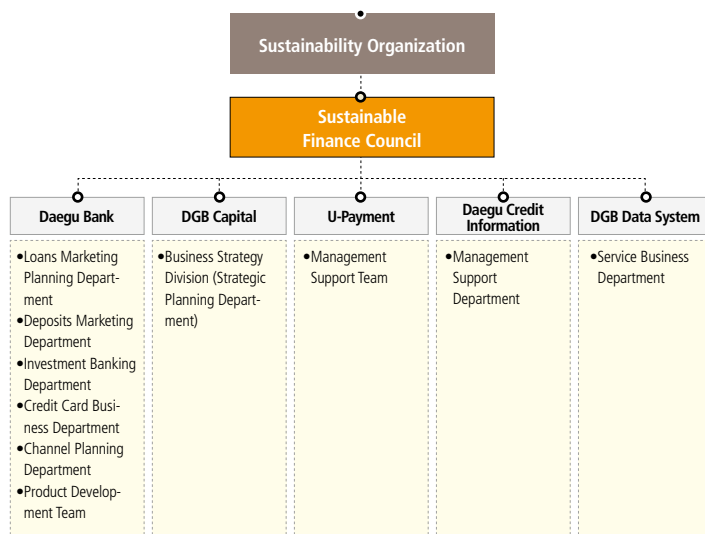 Sustainability Organization
Sustainable
Finance Council
Daegu Bank
•Loans Marketing
Planning Depart-
ment
•Deposits Marketing
Department
•Investment Banking
Department
•Credit Card Busi-
ness Department
•Channel Planning
Department
•Product Develop-
ment Team
DGB Capital
•Business Strategy
Division (Strategic
Planning Depart-
ment)
U-Payment
•Management
Support Team
Daegu Credit
Information
•Management
Support
Department
DGB Data System
•Service Business
Department